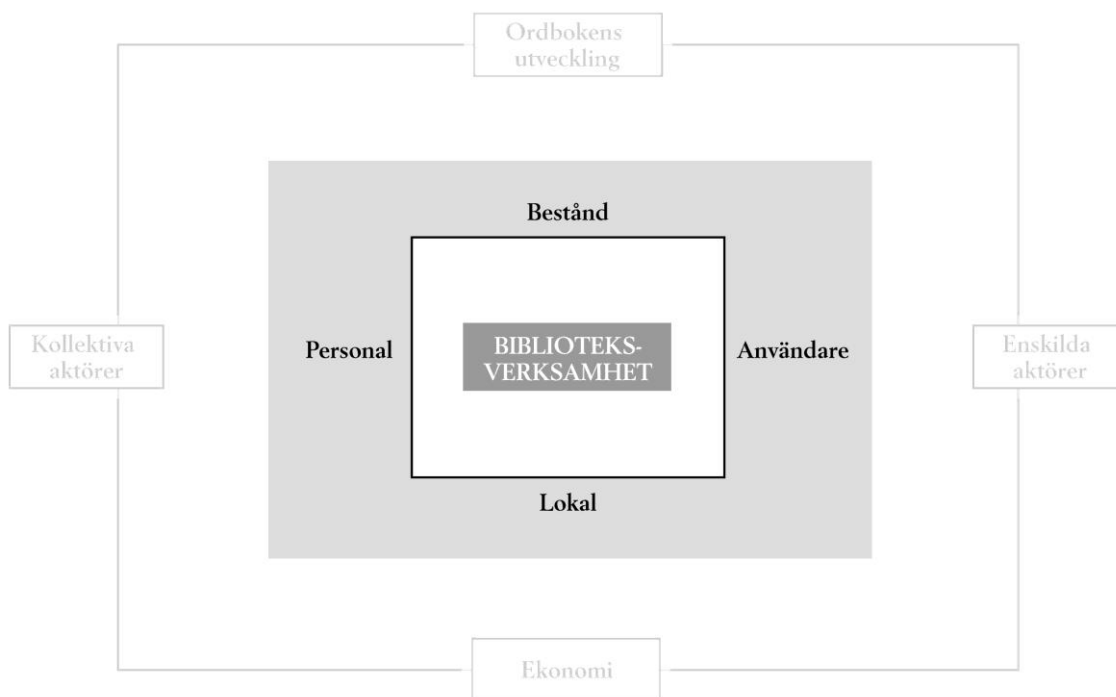 Ordbokens
utveckling
Bestånd
Kollektiva
aktörer
Personal
BIBLIOTEKS-
VERKSAMHET
Användare
Enskilda
aktörer
Lokal
Ekonomi